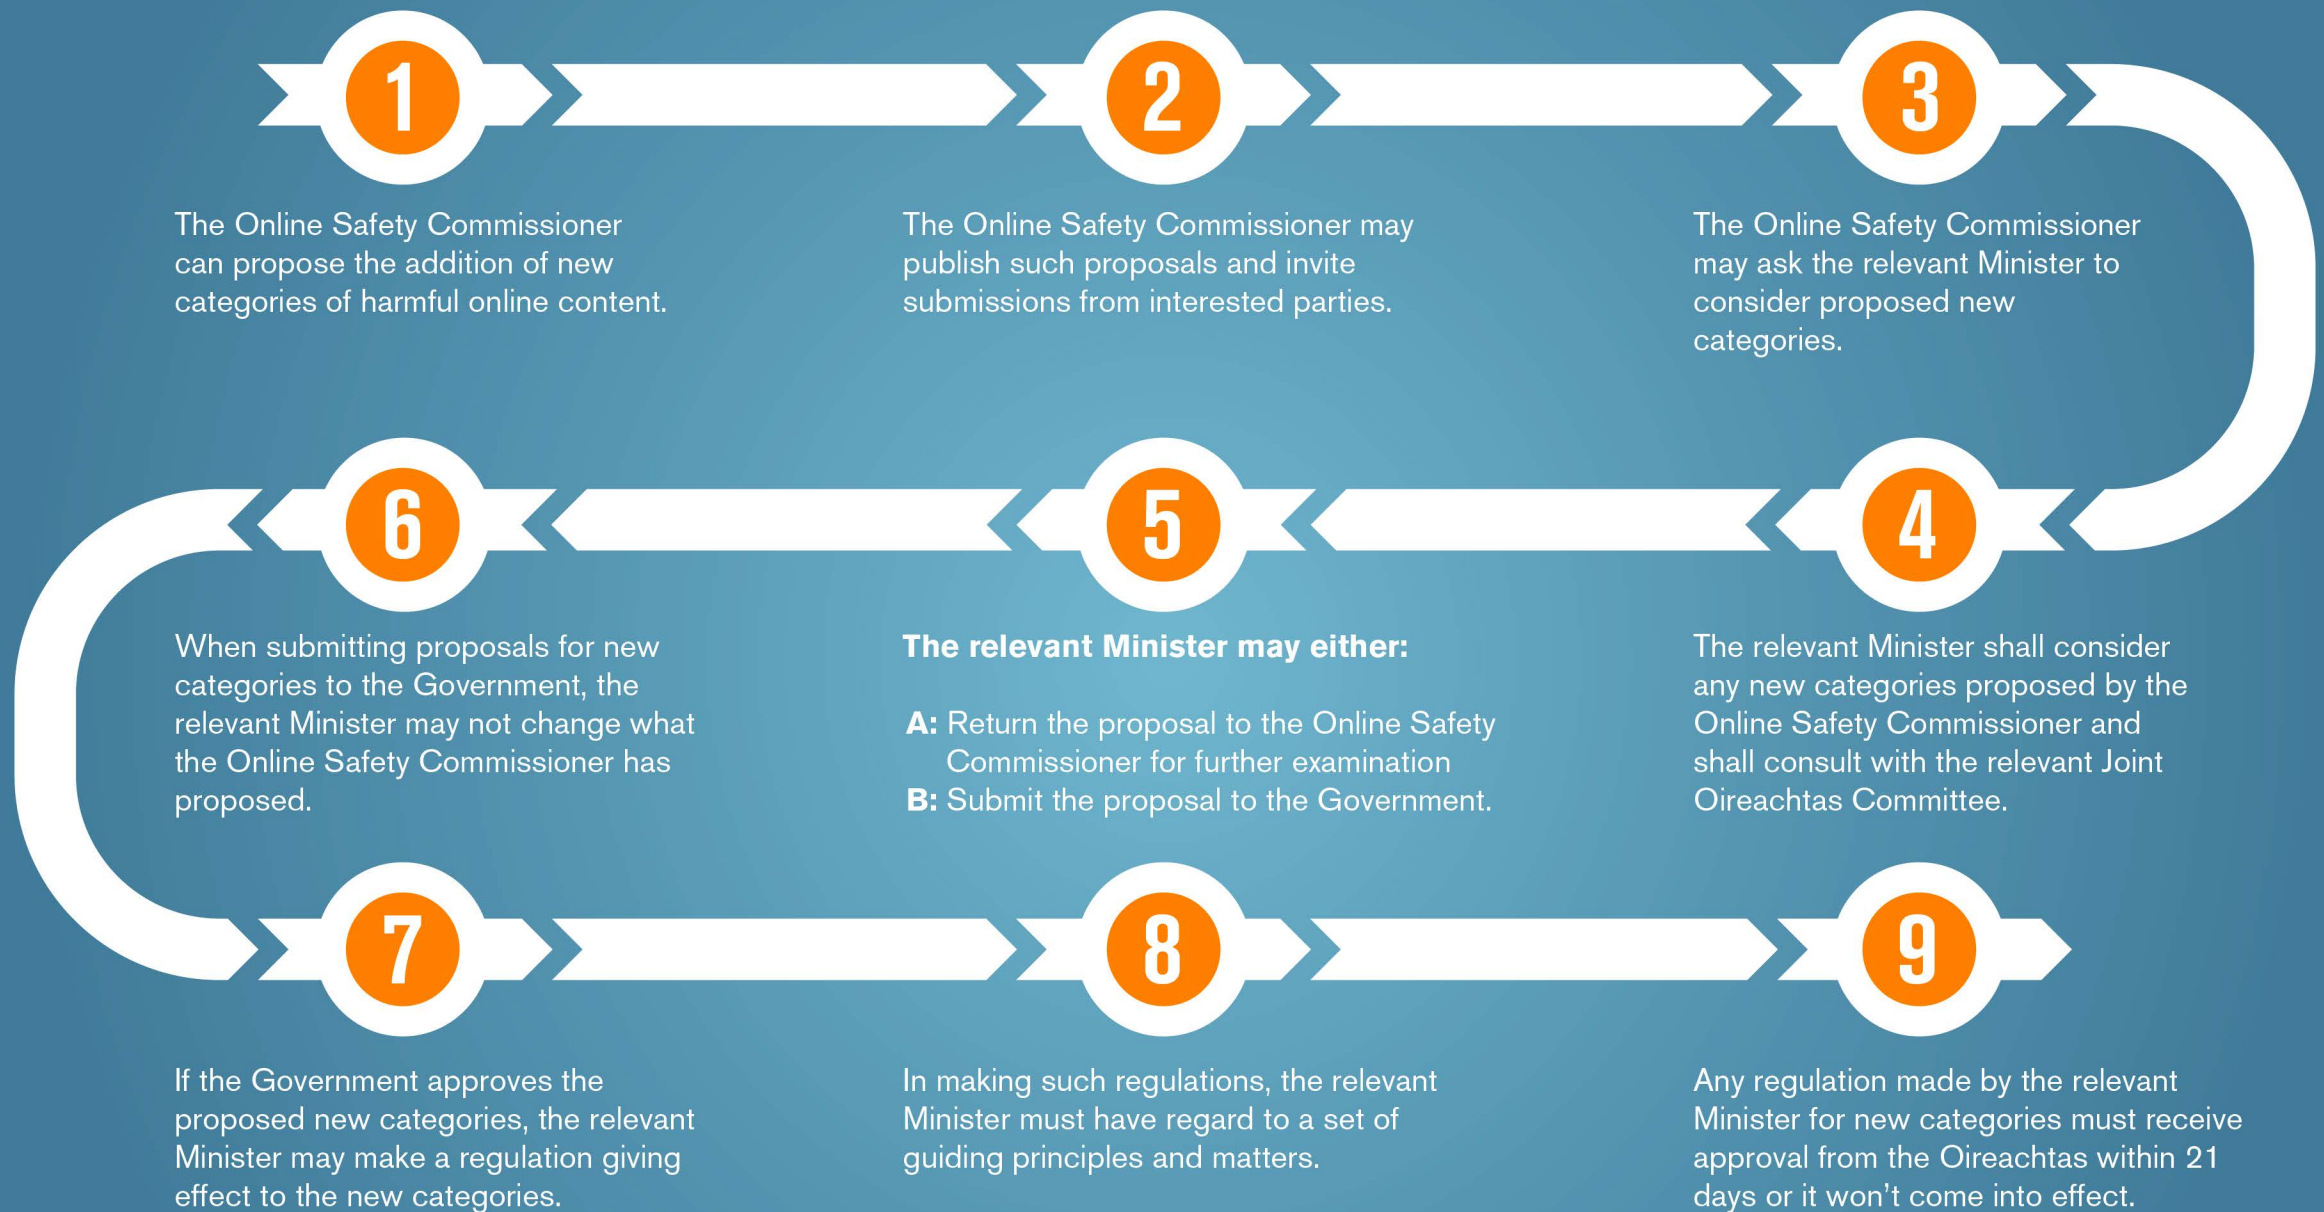 1
The Online Safety Commissioner
can propose the addition of new
categories of harmful online content.
2
The Online Safety Commissioner may
publish such proposals and invite
submissions from interested parties.
3
The Online Safety Commissioner
may ask the relevant Minister to
consider proposed new
categories.
4
The relevant Minister shall consider
any new categories proposed by the
Online Safety Commissioner and
shall consult with the relevant Joint
Oireachtas Committee.
5
The relevant Minister may either:
A: Return the proposal to the Online Safety
Commissioner for further examination
B: Submit the proposal to the Government.
6
When submitting proposals for new
categories to the Government, the
relevant Minister may not change what
the Online Safety Commissioner has
proposed.
7
If the Government approves the
proposed new categories, the relevant
Minister may make a regulation giving
effect to the new categories.
8
In making such regulations, the relevant
Minister must have regard to a set of
guiding principles and matters.
9
Any regulation made by the relevant
Minister for new categories must receive
approval from the Oireachtas within 21
days or it won't come into effect.